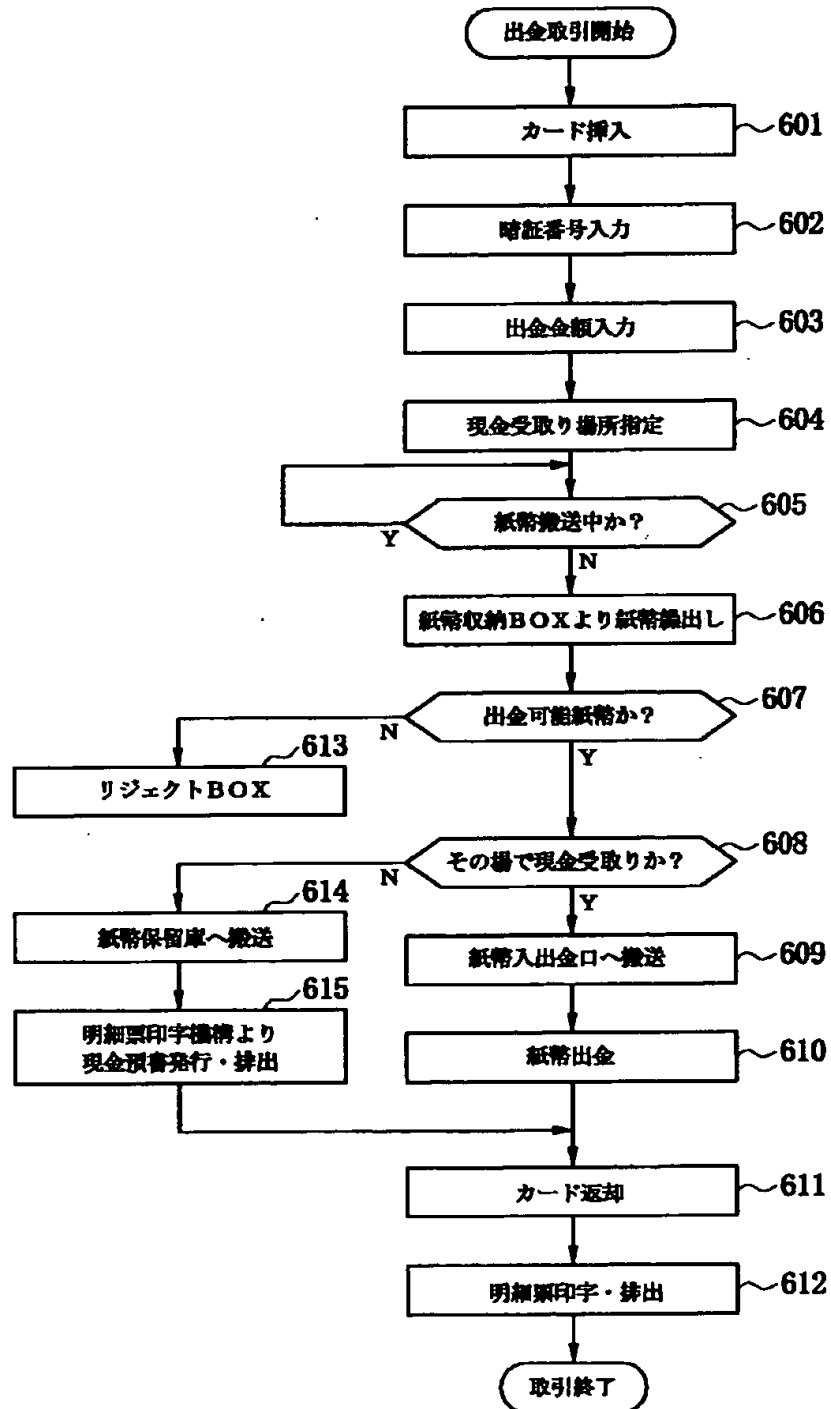 出金取引開始
カード挿入
601
暗証番号入力
602
出金金額入力
603
現金受取り場所指定
604
紙幣搬送中か？
605
Y
N
紙幣収納BOXより紙幣繰出し
606
出金可能紙幣か？
607
N
Y
613
リジェクトBOX
その場で現金受取りか？
608
N
Y
614
紙幣保留庫へ搬送
紙幣入出金口へ搬送
609
615
明細票印字機構より
現金預書発行・排出
紙幣出金
610
カード返却
611
明細票印字・排出
612
取引終了